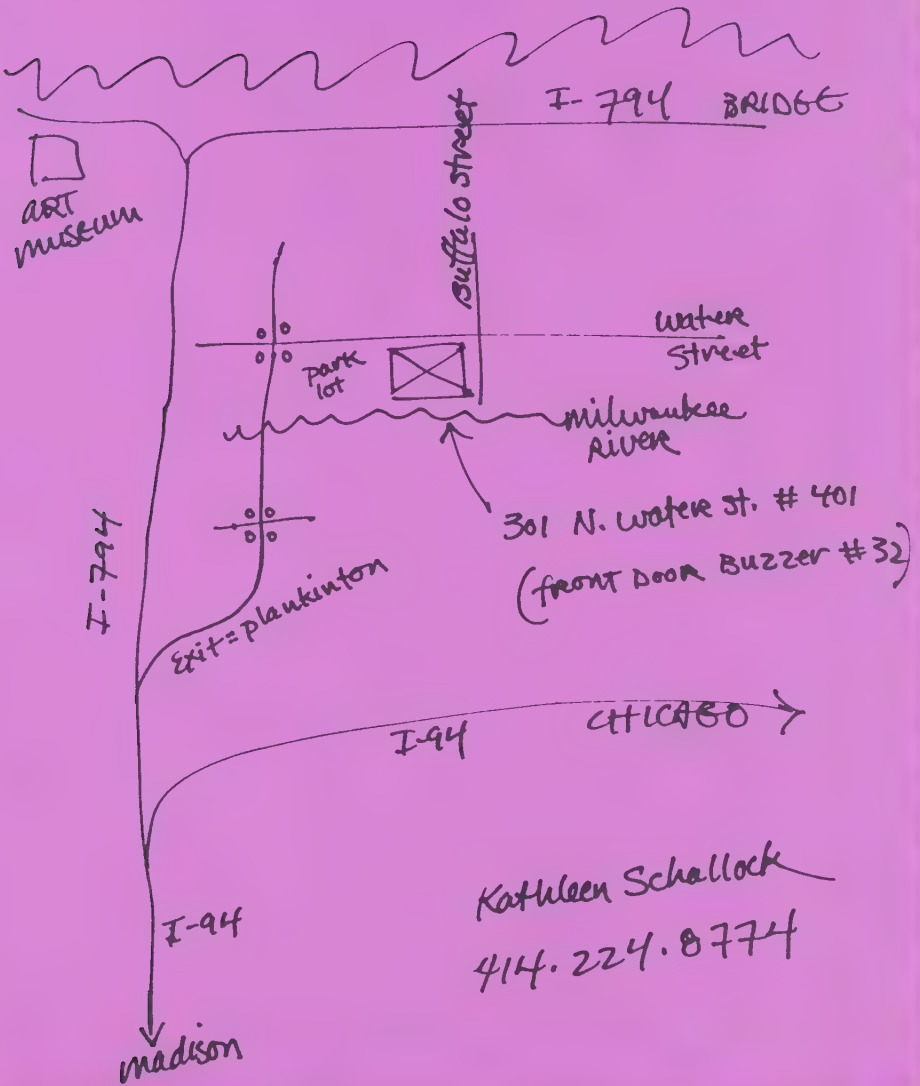 I-794 BRIDGE
ART
museum
Buffalo street
water
street
park
lot
milwaukee
River
301 N. water st. # 401
(front Door Buzzer #32)
I-794
Exit = plankinton
I-94
CHICAGO
Kathleen Schallock
414.224.8774
I-94
madison